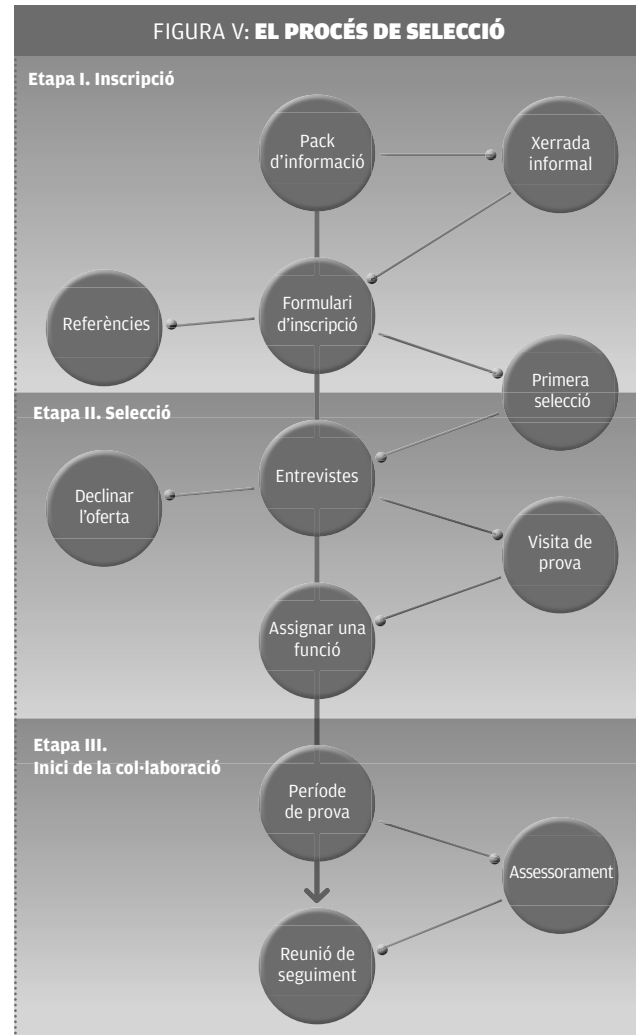 FIGURA V: EL PROCÉS DE SELECCIÓ
Etapa I. Inscripció
Pack
d'informació
Xerrada
informal
Formulari
d'inscripció
Referències
Primera
selecció
Etapa II. Selecció
Entrevistes
Declinar
l'oferta
Visita de
prova
Assignar una
funció
Etapa III.
Inici de la col·laboració
Període
de prova
Assessorament
Reunió de
seguiment